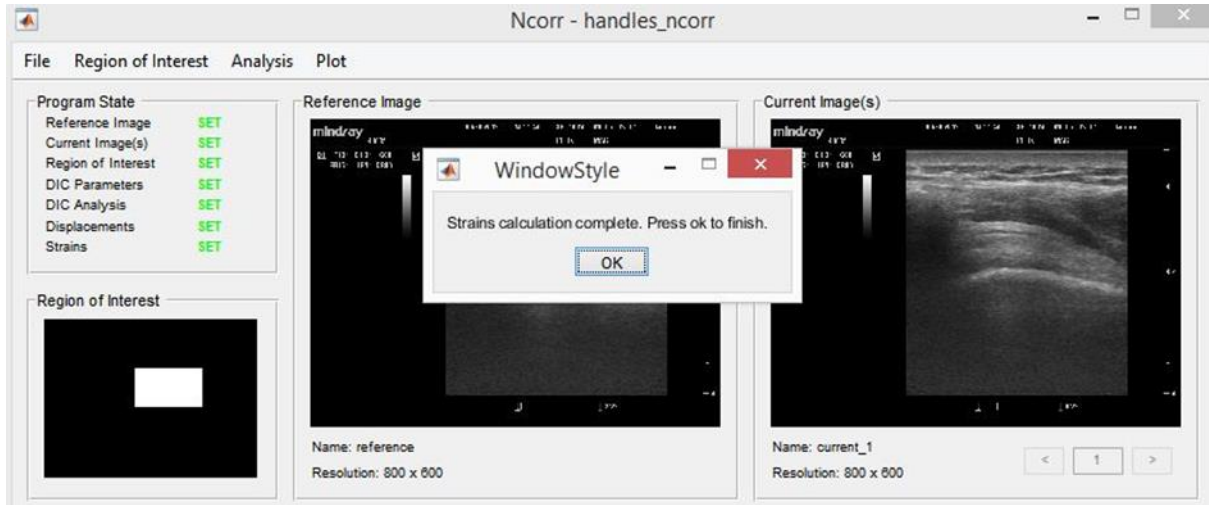 Ncorr - handles_ncorr
File Region of Interest Analysis Plot
Program State
Reference Image SET
Current Image(s) SET
Region of Interest SET
DIC Parameters SET
DIC Analysis SET
Displacements SET
Strains SET
Region of Interest
Reference Image
mindray
Name: reference
Resolution: 800 x 600
WindowStyle
Strains calculation complete. Press ok to finish.
OK
Current Image(s)
mindray
Name: current_1
Resolution: 800 x 600
< 1 >